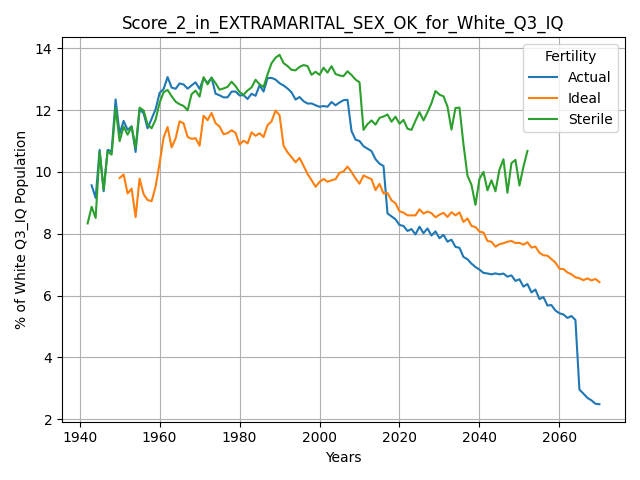 Score_2_in_EXTRAMARITAL_SEX_OK_for_White_Q3_IQ
Fertility
Actual
Ideal
Sterile
% of White Q3_IQ Population
14
12
10
8
6
4
2
1940 1960 1980 2000 2020 2040 2060
Years